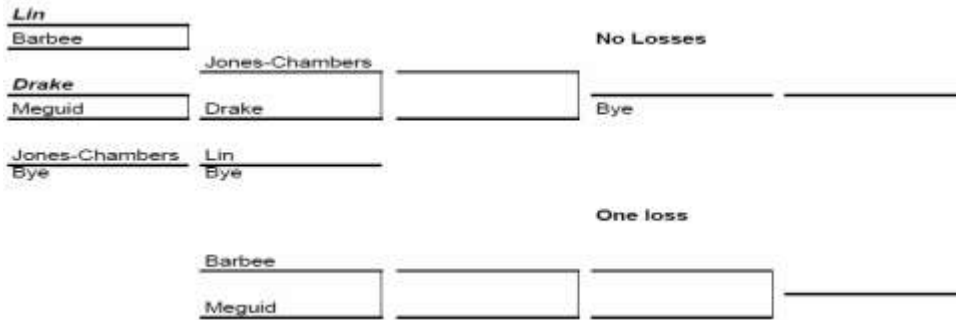 Lin
Barbee
No Losses
Jones-Chambers
Drake
Meguid
Drake
Bye
Jones-Chambers
Lin
Bye
Bye
One loss
Barbee
Meguid